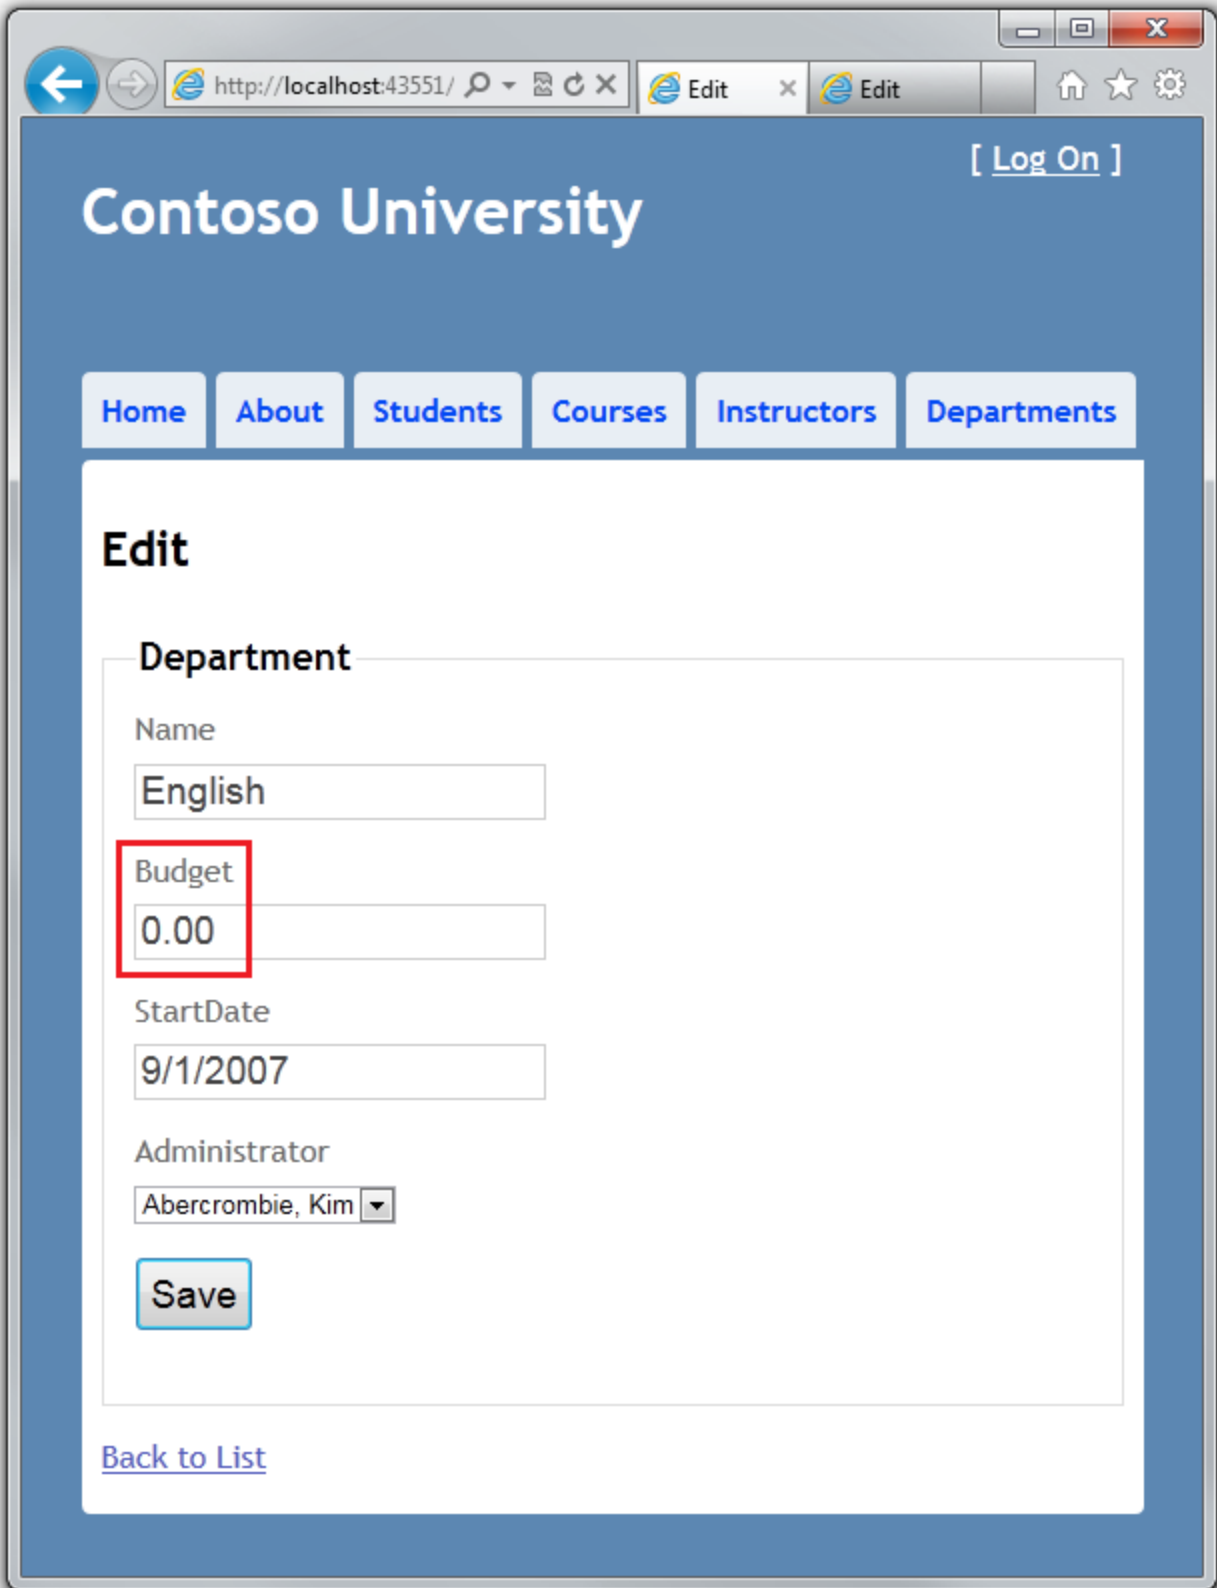 http://localhost:43551/ Edit Edit
[ Log On ]
Contoso University
Home About Students Courses Instructors Departments
Edit
Department
Name
English
Budget
0.00
StartDate
9/1/2007
Administrator
Abercrombie, Kim
Save
Back to List